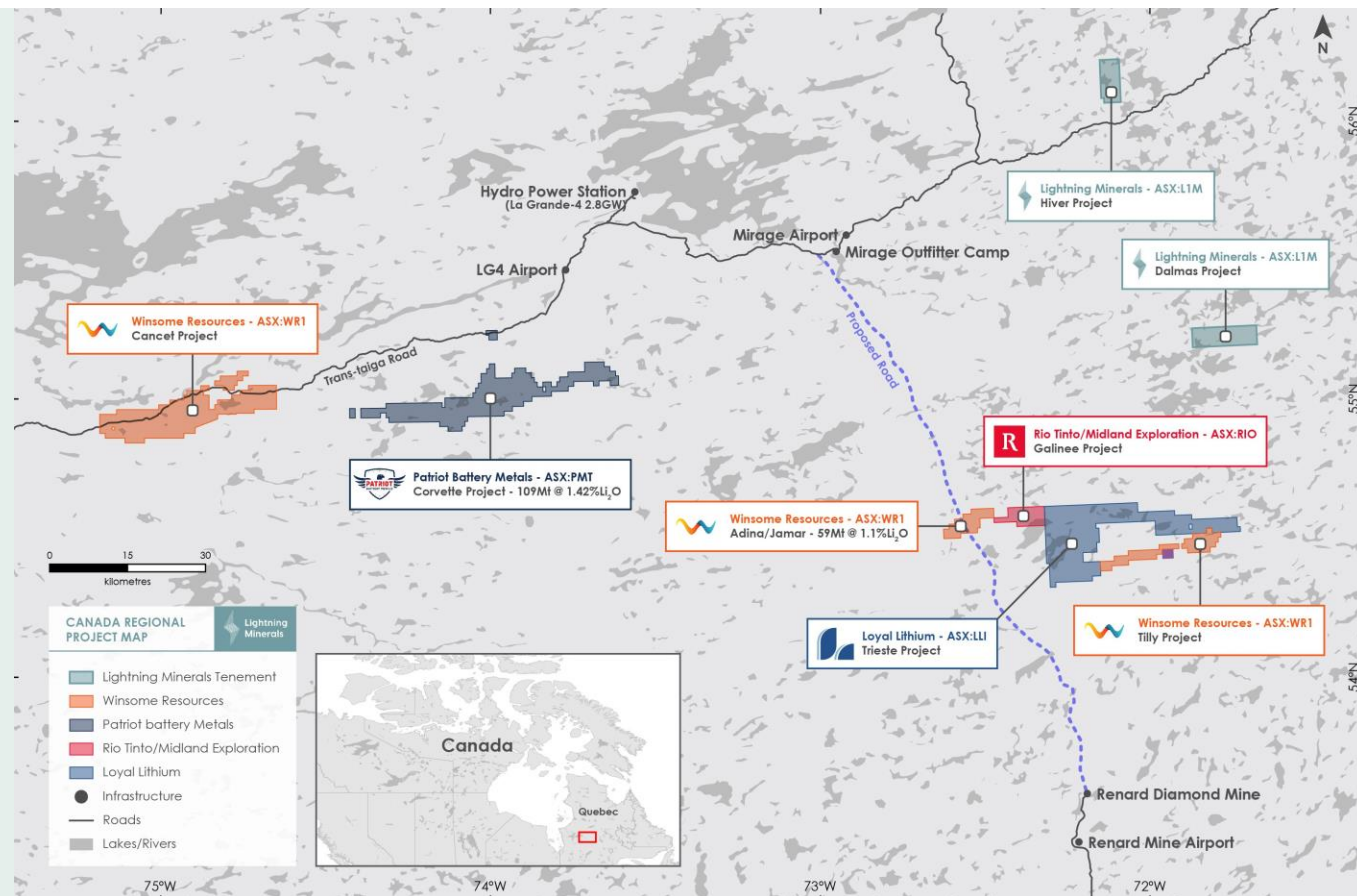 N
56°N
55°N
54°N
75°W
74°W
73°W
72°W
Hydro Power Station
(La Grande-4 2.8GW)
LG4 Airport
Mirage Airport
Mirage Outfitter Camp
Lightning Minerals - ASX:L1M
Hiver Project
Lightning Minerals - ASX:L1M
Dalmas Project
Winsome Resources - ASX:WR1
Cancet Project
Trans-taiga Road
Proposed Road
PATRIOT
BATTERY METALS
Patriot Battery Metals - ASX:PMT
Corvette Project - 109Mt @ 1.42%Li₂O
R
Rio Tinto/Midland Exploration - ASX:RIO
Galinee Project
Winsome Resources - ASX:WR1
Adina/Jamar - 59Mt @ 1.1%Li₂O
Loyal Lithium - ASX:LLI
Trieste Project
Winsome Resources - ASX:WR1
Tilly Project
Renard Diamond Mine
Renard Mine Airport
0 15 30
kilometres
CANADA REGIONAL
PROJECT MAP
Lightning
Minerals
Lightning Minerals Tenement
Winsome Resources
Patriot battery Metals
Rio Tinto/Midland Exploration
Loyal Lithium
Infrastructure
Roads
Lakes/Rivers
Canada
Quebec